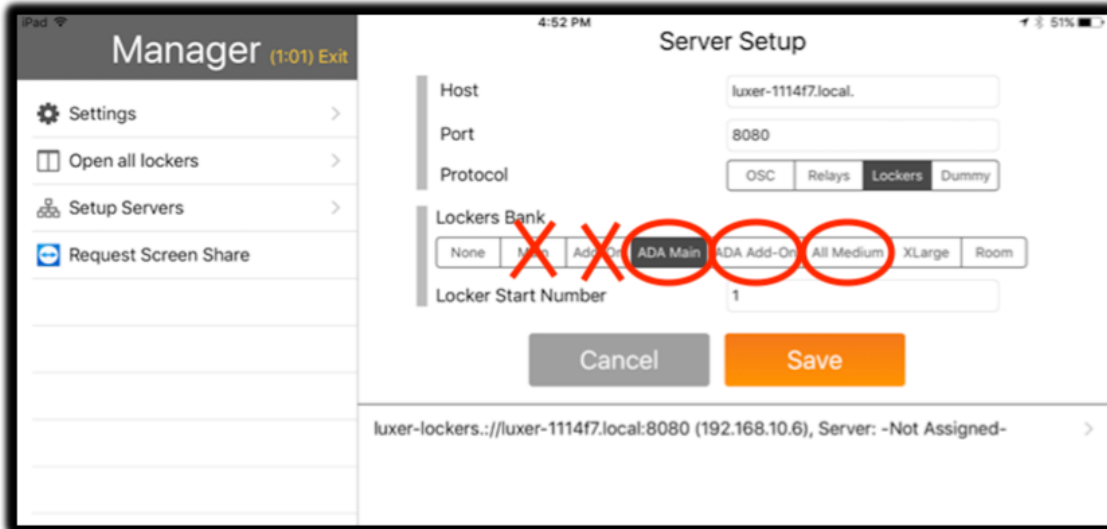 iPad 4:52 PM 51%
Manager (1:01) Exit
Settings
Open all lockers
Setup Servers
Request Screen Share
Server Setup
Host luxer-1114f7.local.
Port 8080
Protocol OSC Relays Lockers Dummy
Lockers Bank
None Main Add-On ADA Main ADA Add-On All Medium XLarge Room
Locker Start Number 1
Cancel Save
luxer-lockers.://luxer-1114f7.local:8080 (192.168.10.6), Server: -Not Assigned-